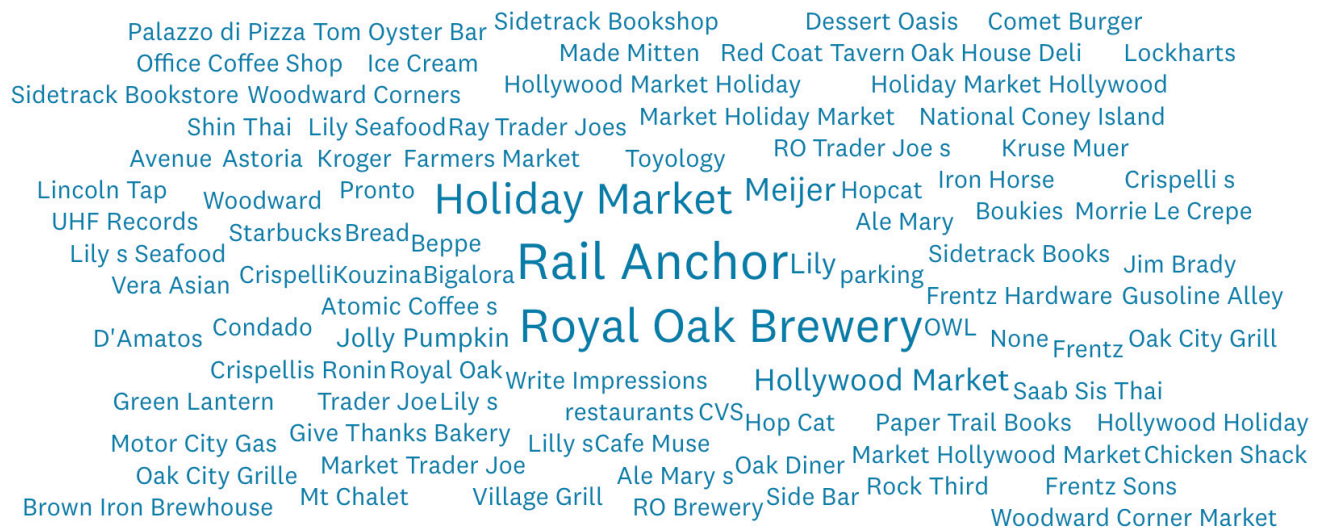 Sidetrack Bookshop Dessert Oasis Comet Burger
Palazzo di Pizza Tom Oyster Bar
Made Mitten Red Coat Tavern Oak House Deli Lockharts
Office Coffee Shop Ice Cream
Hollywood Market Holiday Holiday Market Hollywood
Sidetrack Bookstore Woodward Corners
Market Holiday Market National Coney Island
Shin Thai Lily Seafood Ray Trader Joes
RO Trader Joe s Kruse Muer
Avenue Astoria Kroger Farmers Market Toyology
Iron Horse Crispelli s
Lincoln Tap Woodward Pronto Holiday Market Meijer Hopcat
Boukies Morrie Le Crepe
UHF Records Starbucks Bread Beppe Ale Mary
Lily s Seafood Sidetrack Books Jim Brady
Vera Asian Crispelli Kouzina Bigalora Rail Anchor Lily parking
Frentz Hardware Gusoline Alley
Atomic Coffee s
D'Amatos Condado Jolly Pumpkin Royal Oak Brewery OWL None Frentz Oak City Grill
Crispellis Ronin Royal Oak Write Impressions Hollywood Market Saab Sis Thai
Green Lantern Trader Joe Lily s restaurants CVS Hop Cat Paper Trail Books Hollywood Holiday
Motor City Gas Give Thanks Bakery Lilly s Cafe Muse Market Hollywood Market Chicken Shack
Oak City Grille Market Trader Joe Ale Mary s Oak Diner
Rock Third Frentz Sons
Brown Iron Brewhouse Mt Chalet Village Grill RO Brewery Side Bar
Woodward Corner Market